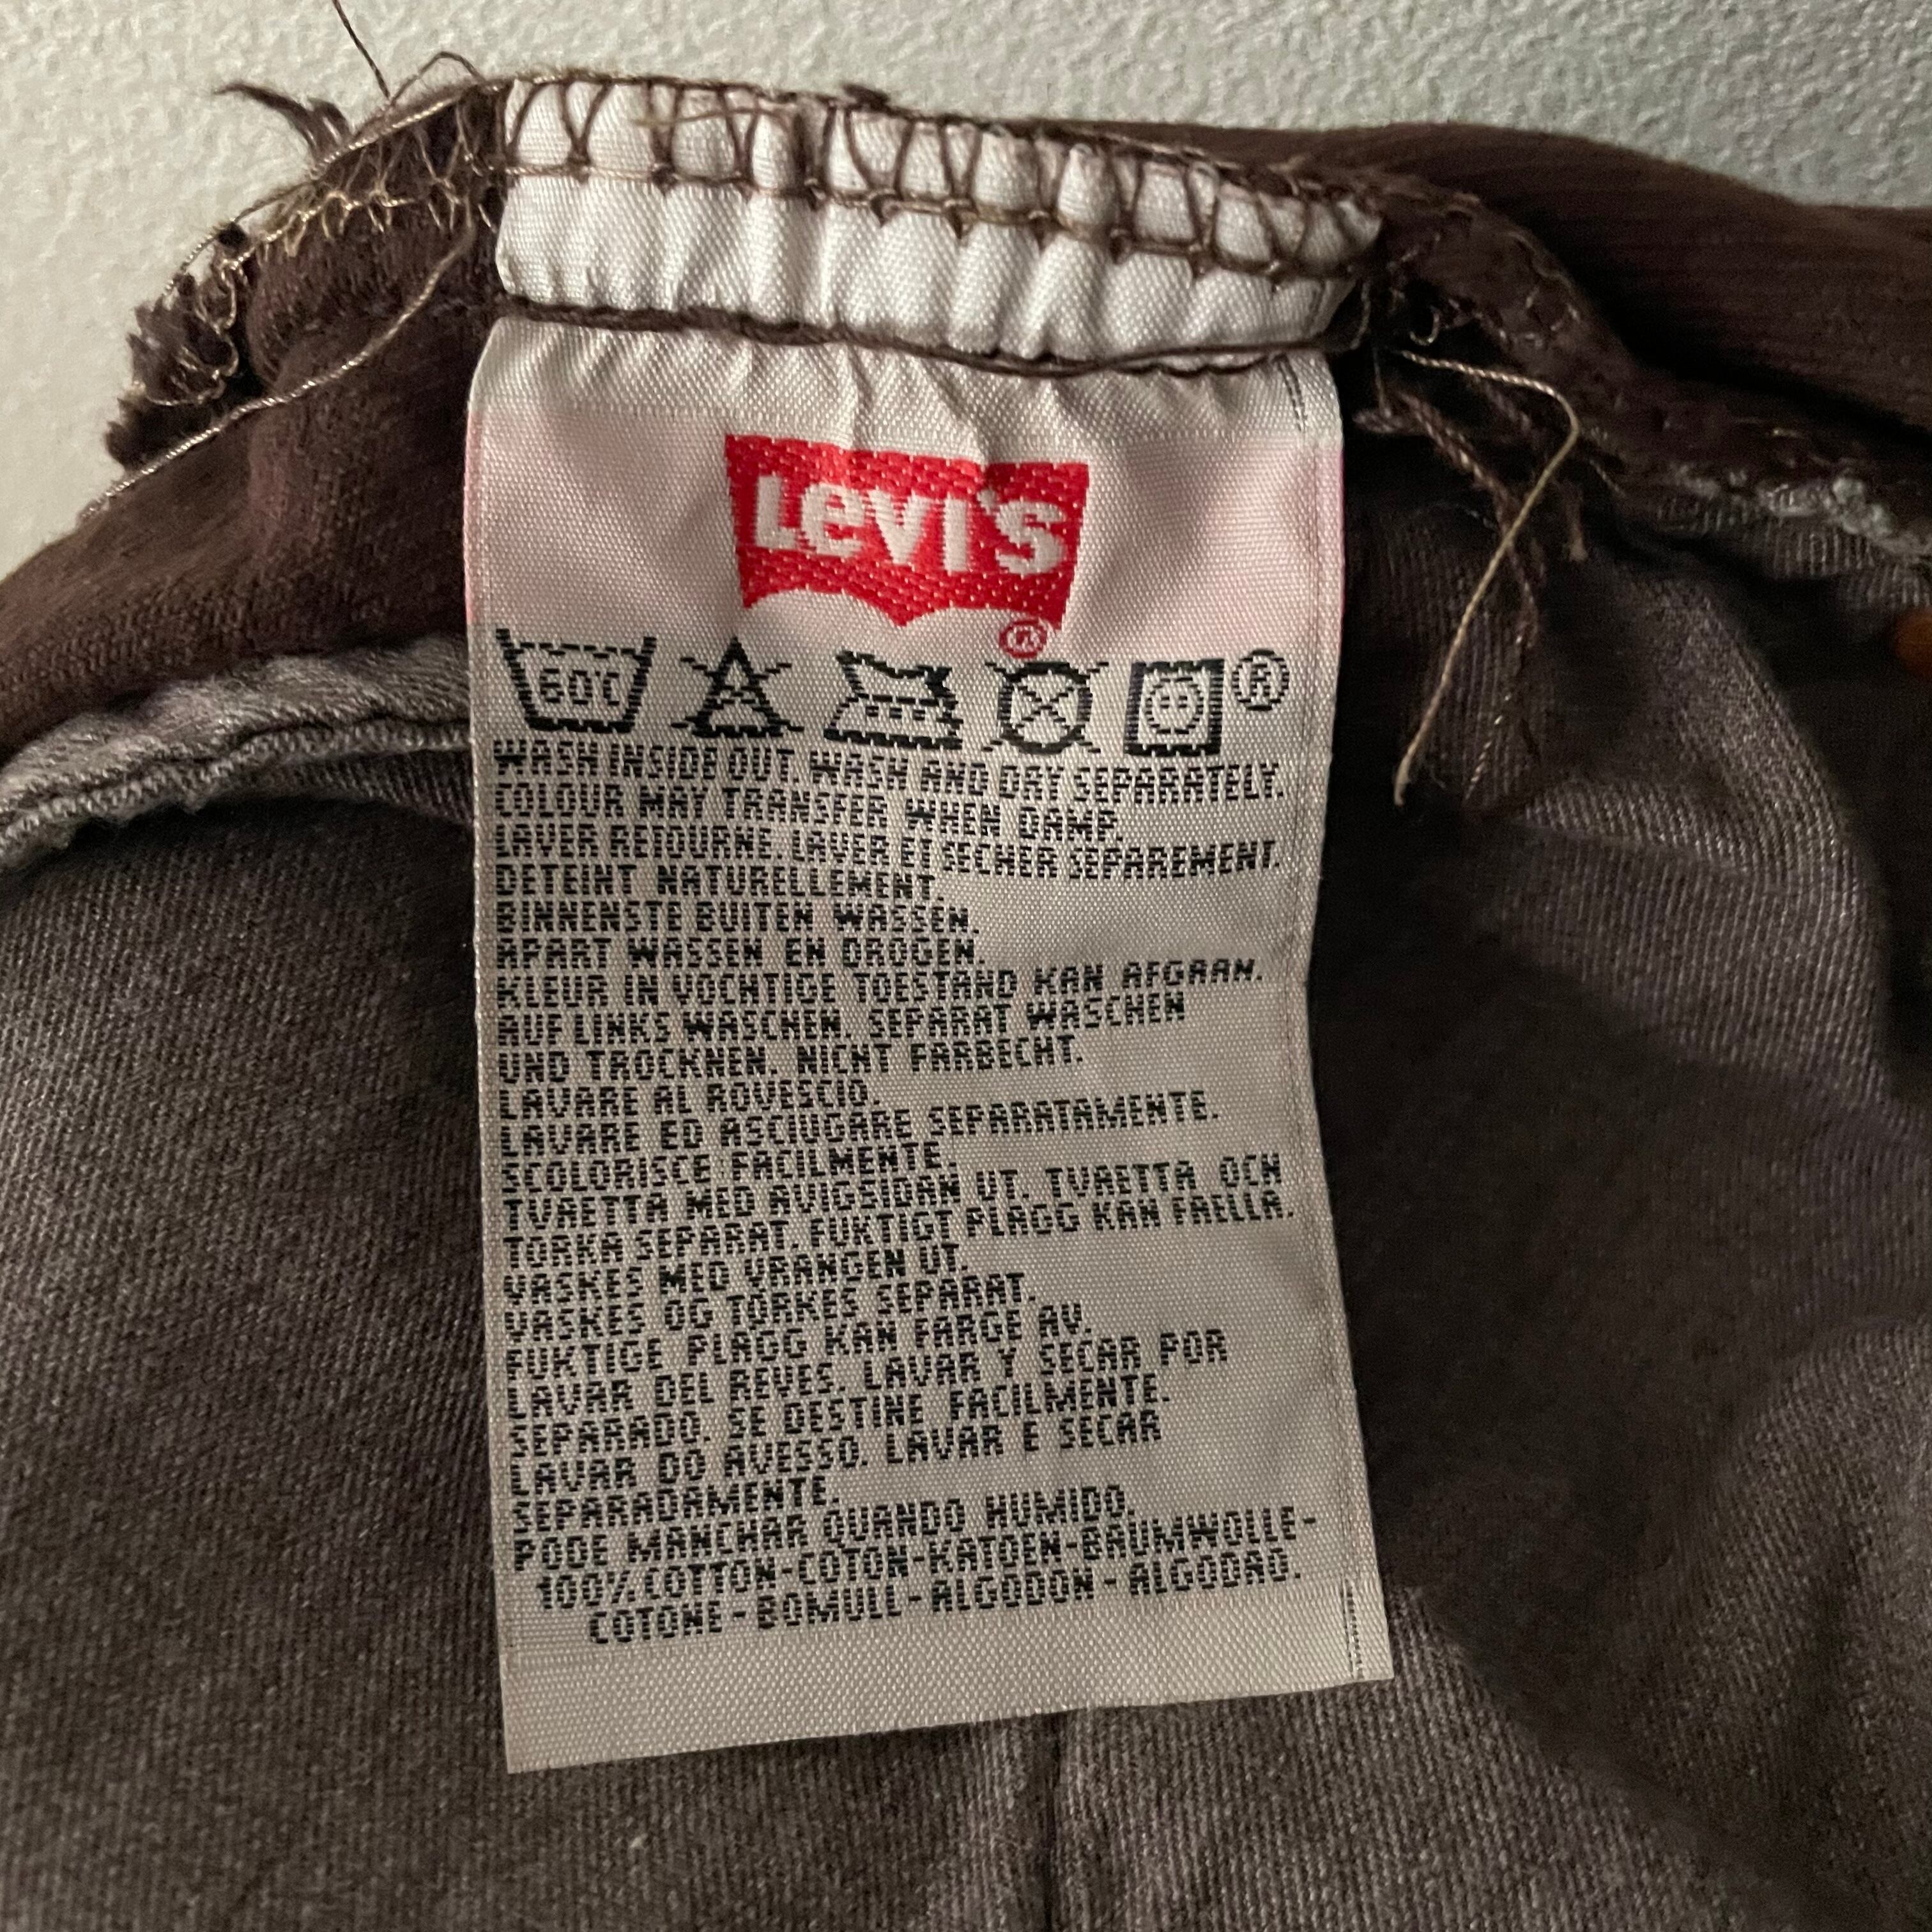 Levi's
®
60°C ®
WASH INSIDE OUT. WASH AND DRY SEPARATELY.
COLOUR MAY TRANSFER WHEN DAMP.
LAVER RETOURNE. LAVER ET SECHER SEPAREMENT.
DETEINT NATURELLEMENT.
BINNENSTE BUITEN WASSEN.
APART WASSEN EN DROGEN.
KLEUR IN VOCHTIGE TOESTAND KAN AFGAAN.
AUF LINKS WASCHEN. SEPARAT WASCHEN
UND TROCKNEN. NICHT FARBECHT.
LAVARE AL ROVESCIO.
LAVARE ED ASCIUGARE SEPARATAMENTE.
SCOLORISCE FACILMENTE.
TVAETTA MED AVIGSIDAN UT. TVAETTA OCH
TORKA SEPARAT. FUKTIGT PLAGG KAN FAELLA.
VASKES MED VRANGEN UT.
VASKES OG TORKES SEPARAT.
FUKTIGE PLAGG KAN FARGE AV.
LAVAR DEL REVES. LAVAR Y SECAR POR
SEPARADO. SE DESTINE FACILMENTE.
LAVAR DO AVESSO. LAVAR E SECAR
SEPARADAMENTE.
PODE MANCHAR QUANDO HUMIDO.
100% COTTON-COTON-KATOEN-BAUMWOLLE-
COTONE-BOMULL-ALGODON-ALGODAO.